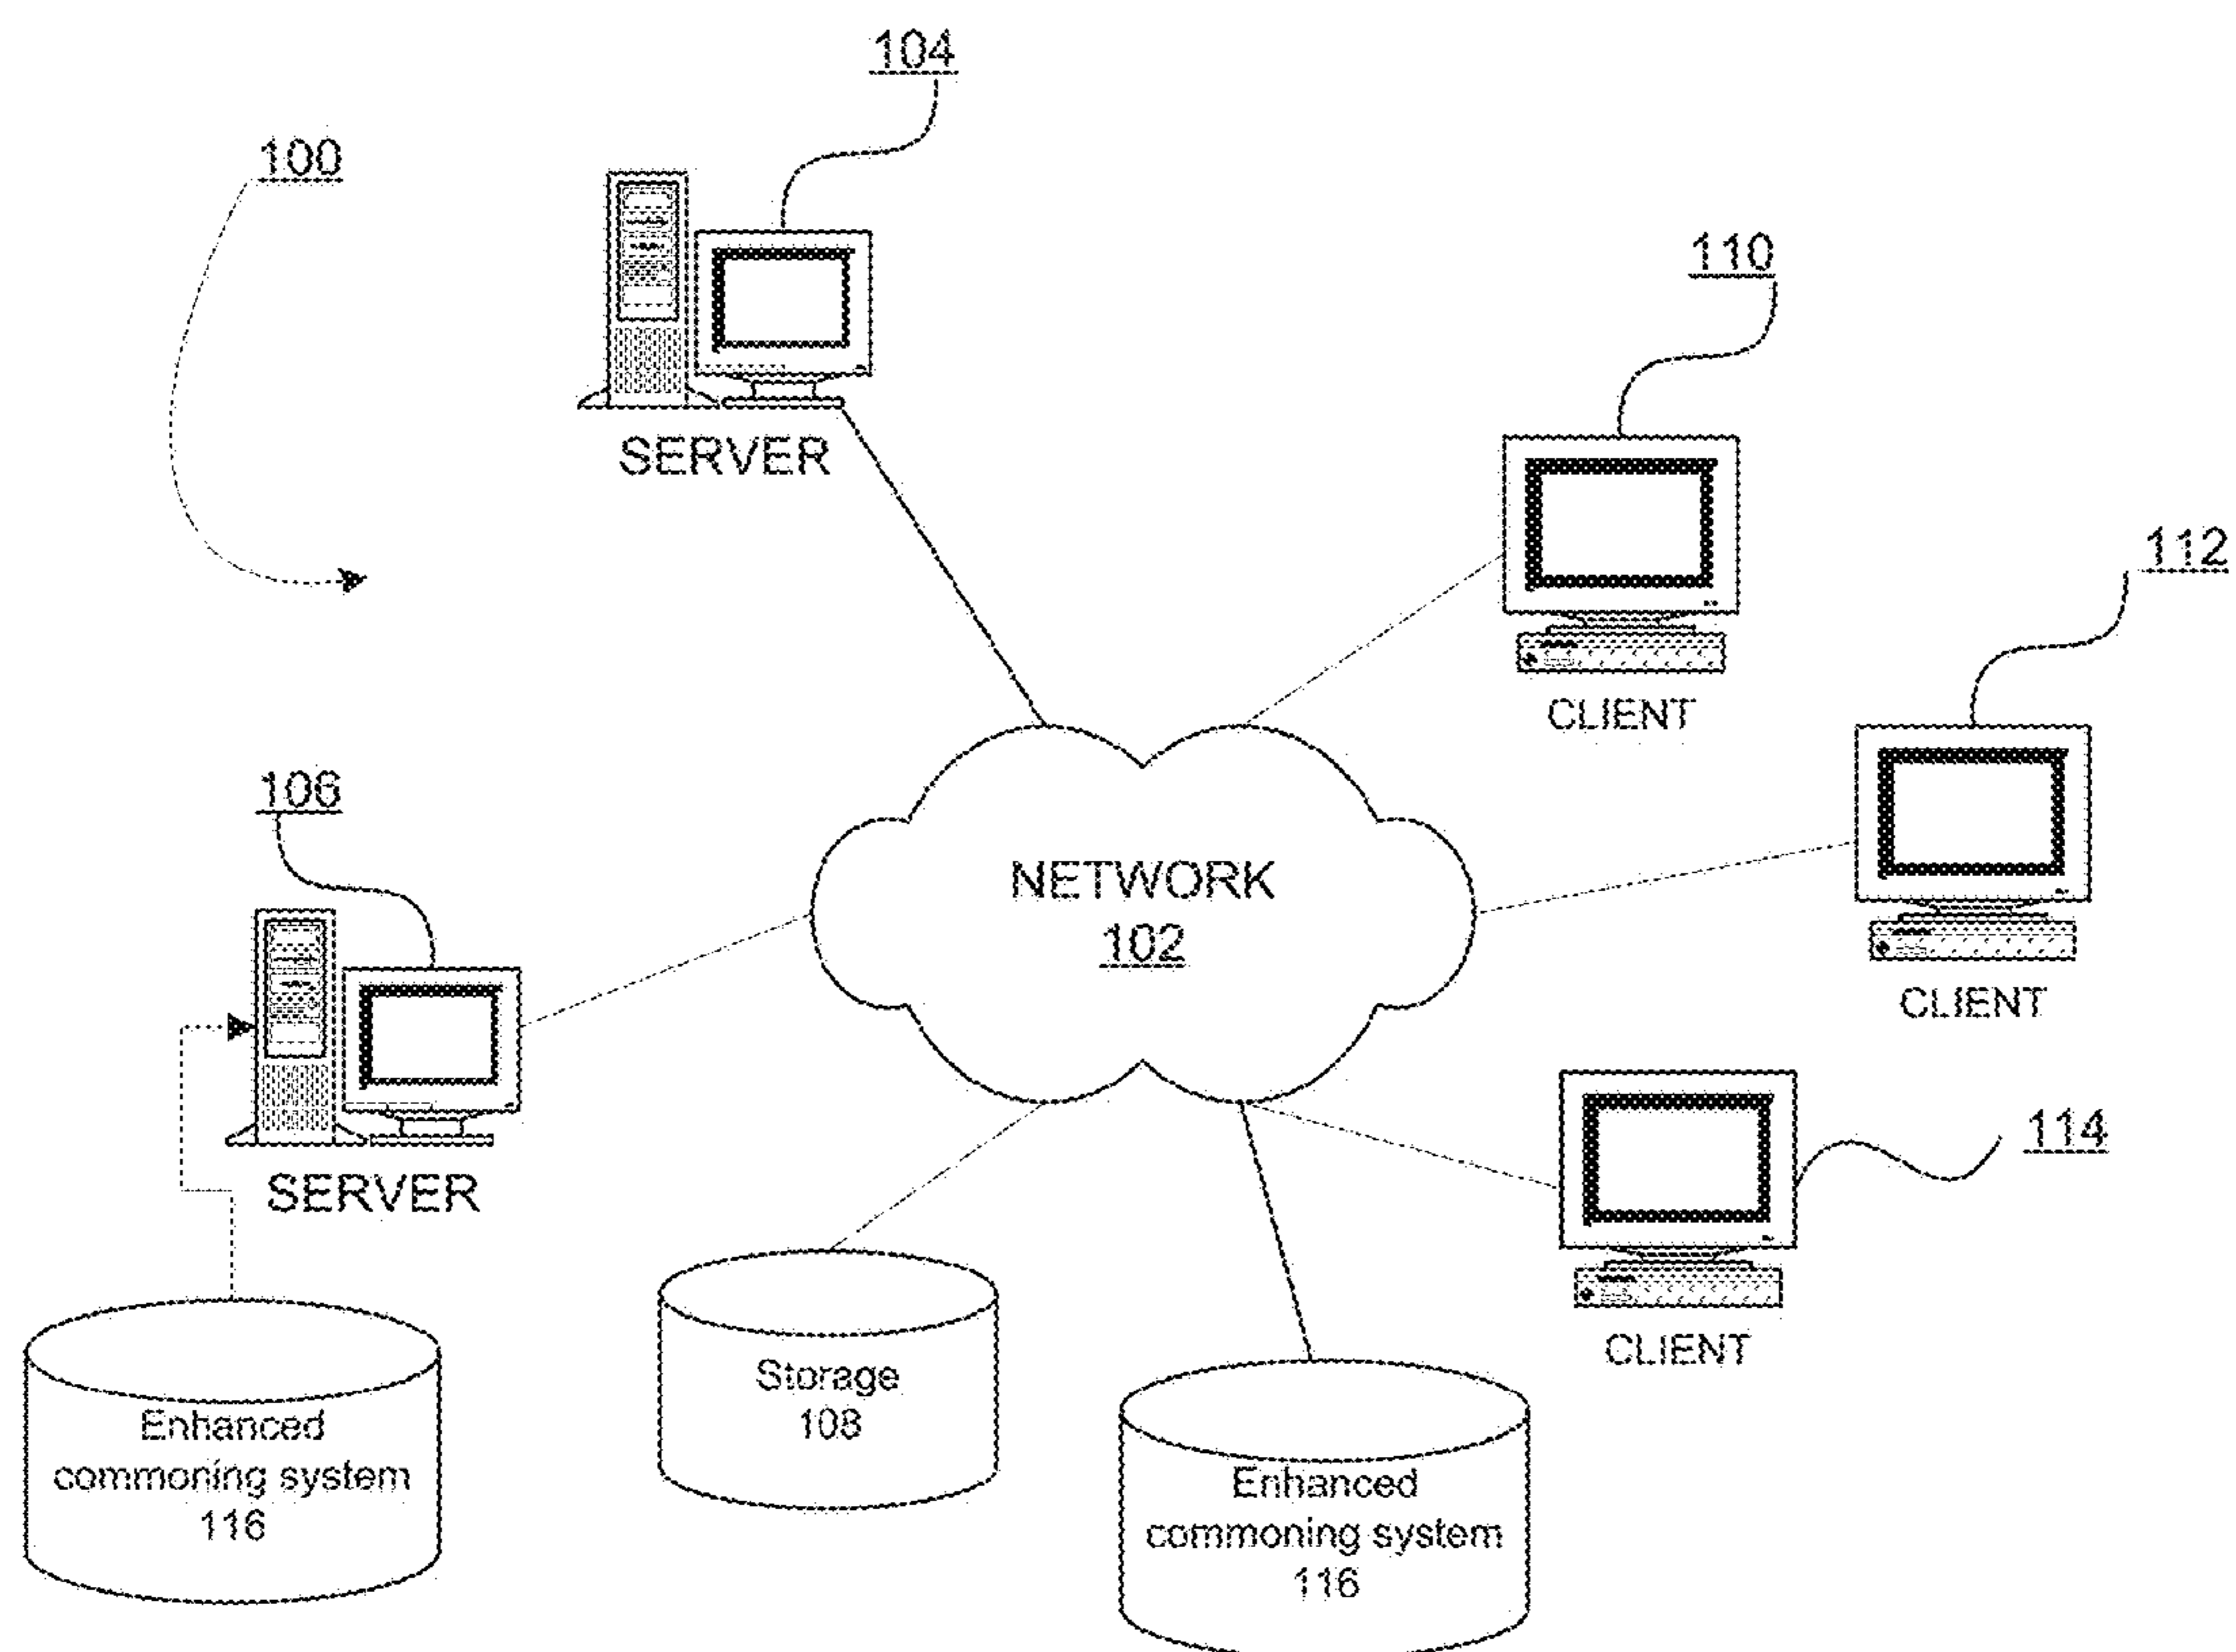 104
100
110
SERVER
112
CLIENT
106
NETWORK
102
CLIENT
114
SERVER
CLIENT
Storage
108
Enhanced
commoning system
116
Enhanced
commoning system
116